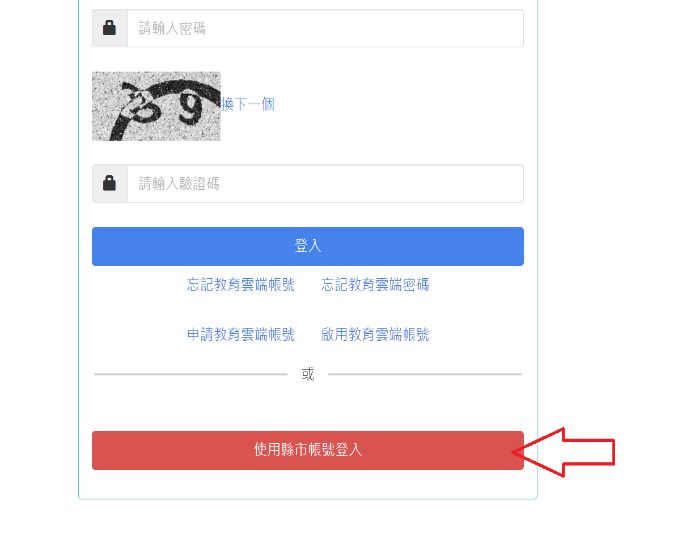 請輸入密碼
換下一個
請輸入驗證碼
登入
忘記教育雲端帳號 忘記教育雲端密碼
申請教育雲端帳號 啟用教育雲端帳號
或
使用縣市帳號登入